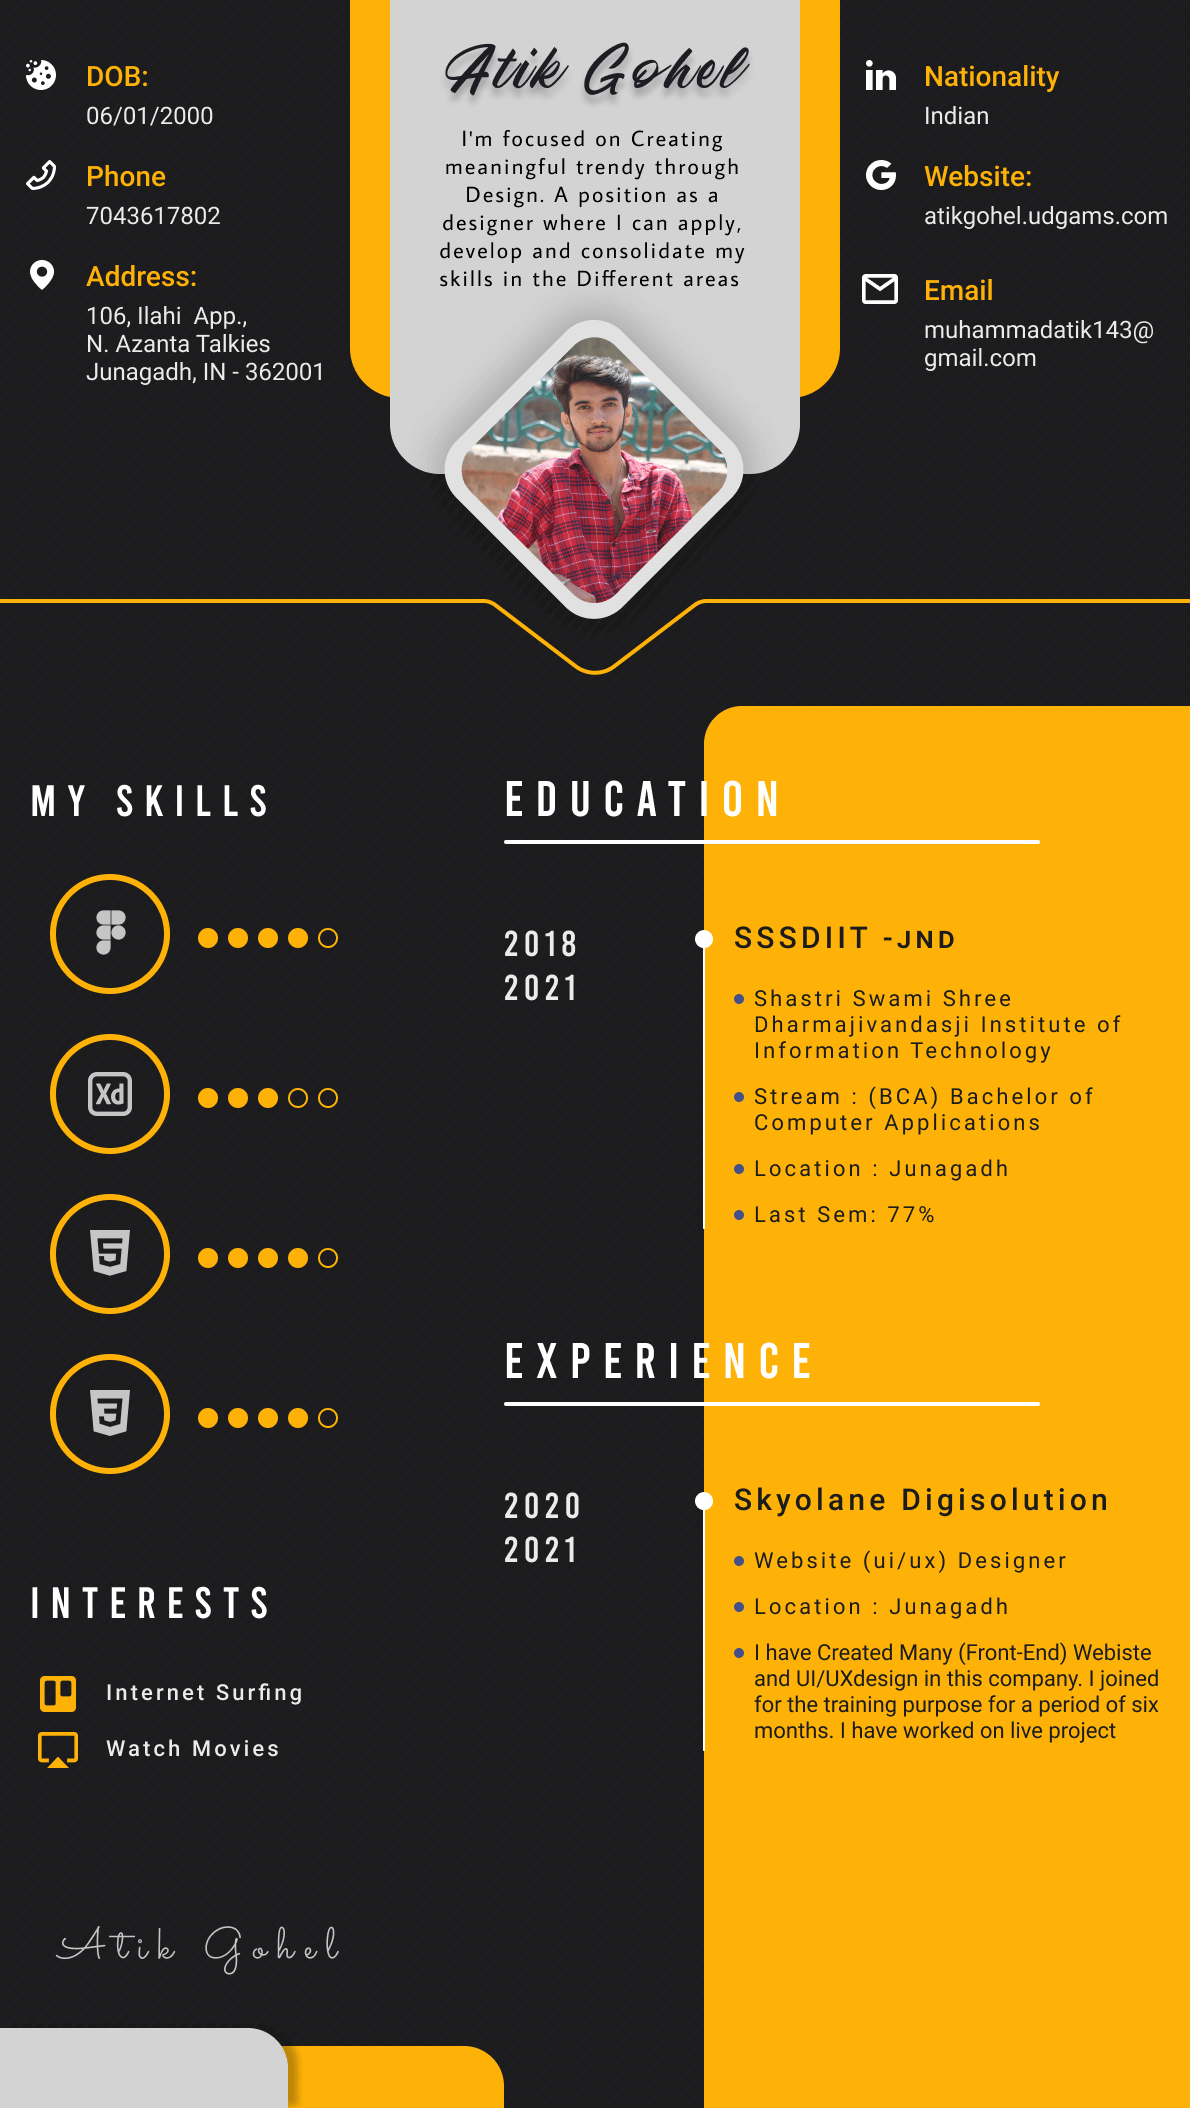 DOB:
06/01/2000
Phone
7043617802
Address:
106, Ilahi  App.,
N. Azanta Talkies
Junagadh, IN - 362001
Atik Gohel
I'm focused on Creating
meaningful trendy through
Design. A position as a
designer where I can apply,
develop and consolidate my
skills in the Different areas
in
Nationality
Indian
G
Website:
atikgohel.udgams.com
Email
muhammadatik143@
gmail.com
MY SKILLS
Xd
5
3
INTERESTS
Internet Surfing
Watch Movies
Atik Gohel
EDUCATION
2018
2021
SSSDIIT -JND
Shastri Swami Shree
Dharmajivandasji Institute of
Information Technology
Stream : (BCA) Bachelor of
Computer Applications
Location : Junagadh
Last Sem: 77%
EXPERIENCE
2020
2021
Skyolane Digisolution
Website (ui/ux) Designer
Location : Junagadh
I have Created Many (Front-End) Webiste
and UI/UXdesign in this company. I joined
for the training purpose for a period of six
months. I have worked on live project